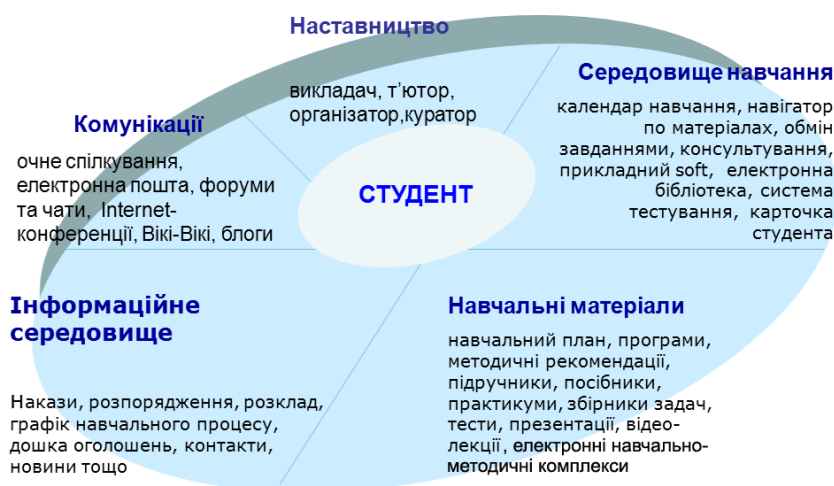 Наставництво
викладач, т’ютор,
організатор,куратор
Середовище навчання
календар навчання, навігатор
по матеріалах, обмін
завданнями, консультування,
прикладний soft, електронна
бібліотека, система
тестування, карточка
студента
Комунікації
очне спілкування,
електронна пошта, форуми
та чати, Internet-
конференції, Вікі-Вікі, блоги
СТУДЕНТ
Інформаційне
середовище
Накази, розпорядження, розклад,
графік навчального процесу,
дошка оголошень, контакти,
новини тощо
Навчальні матеріали
навчальний план, програми,
методичні рекомендації,
підручники, посібники,
практикуми, збірники задач,
тести, презентації, відео-
лекції, електронні навчально-
методичні комплекси